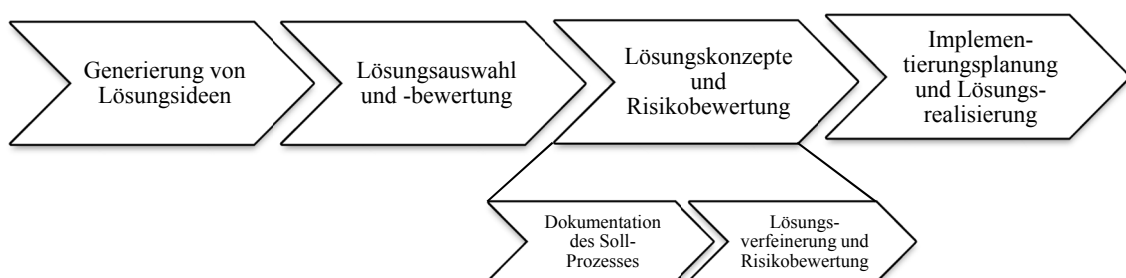 Generierung von
Lösungsideen
Lösungsauswahl
und -bewertung
Lösungskonzepte
und
Risikobewertung
Implemen-
tierungsplanung
und Lösungs-
realisierung
Dokumentation
des Soll-
Prozesses
Lösungs-
verfeinerung und
Risikobewertung